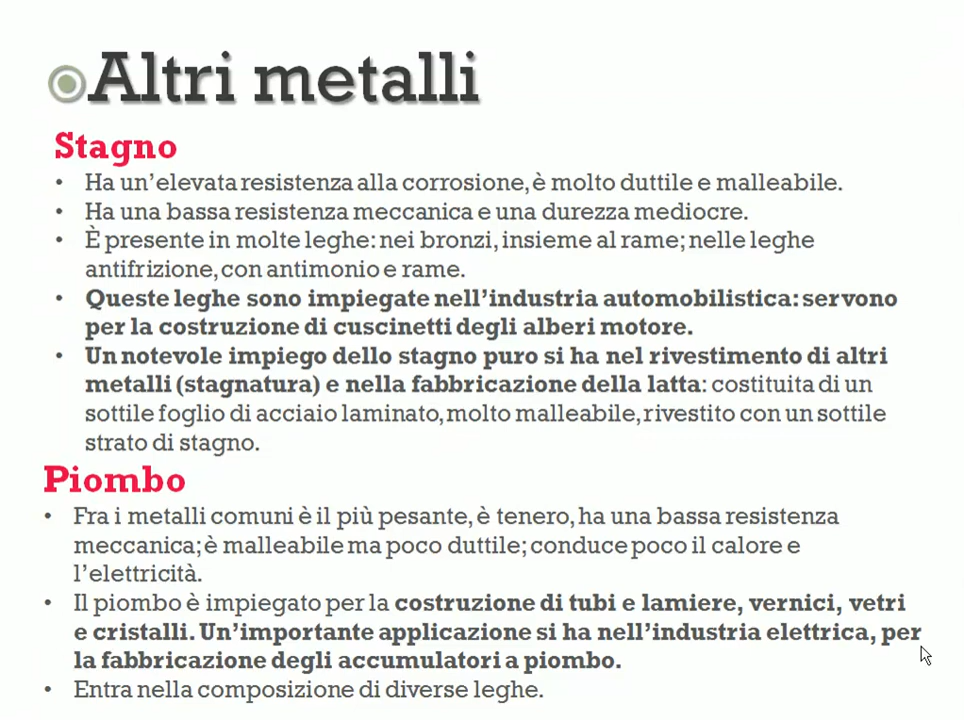 Altri metalli
Stagno
• Ha un'elevata resistenza alla corrosione, è molto duttile e malleabile.
• Ha una bassa resistenza meccanica e una durezza mediocre.
• È presente in molte leghe: nei bronzi, insieme al rame; nelle leghe
antifrizione, con antimonio e rame.
• Queste leghe sono impiegate nell'industria automobilistica: servono
per la costruzione di cuscinetti degli alberi motore.
• Un notevole impiego dello stagno puro si ha nel rivestimento di altri
metalli (stagnatura) e nella fabbricazione della latta: costituita di un
sottile foglio di acciaio laminato, molto malleabile, rivestito con un sottile
strato di stagno.
Piombo
• Fra i metalli comuni è il più pesante, è tenero, ha una bassa resistenza
meccanica; è malleabile ma poco duttile; conduce poco il calore e
l'elettricità.
• Il piombo è impiegato per la costruzione di tubi e lamiere, vernici, vetri
e cristalli. Un'importante applicazione si ha nell'industria elettrica, per
la fabbricazione degli accumulatori a piombo.
• Entra nella composizione di diverse leghe.